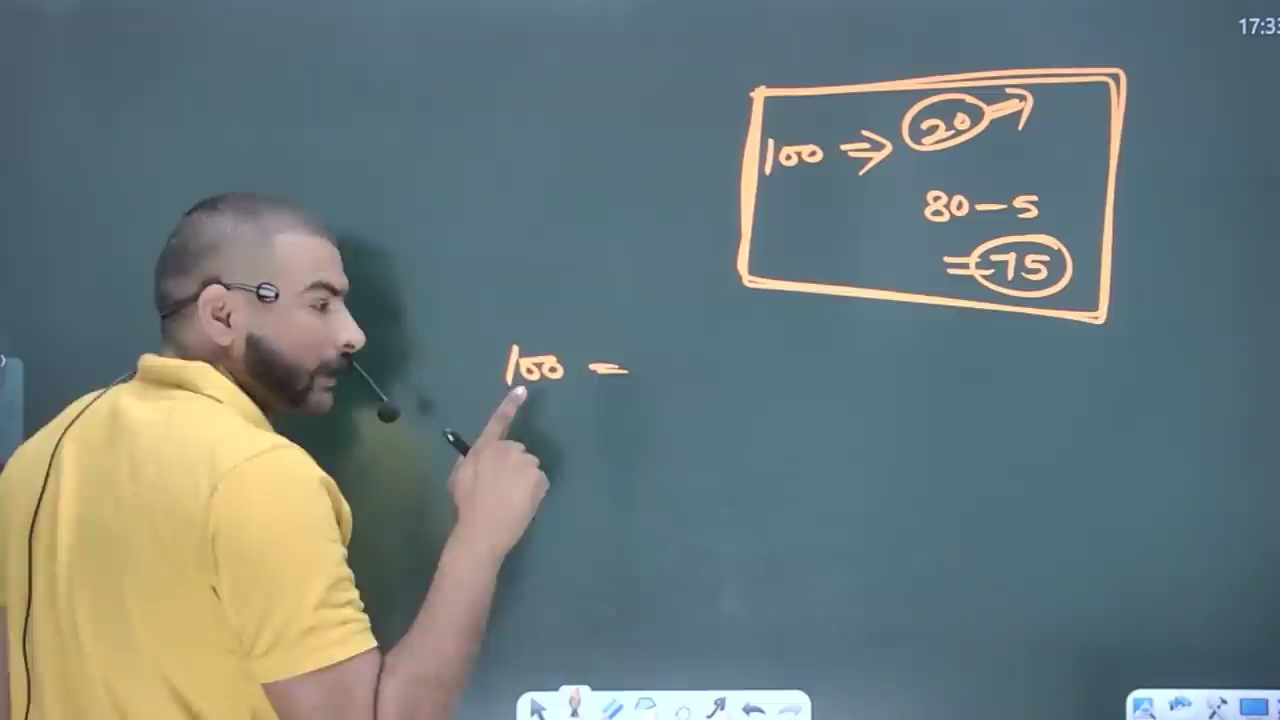 17:33
100 ⇒ 20 ⇒
80 - 5
= 75
100 =